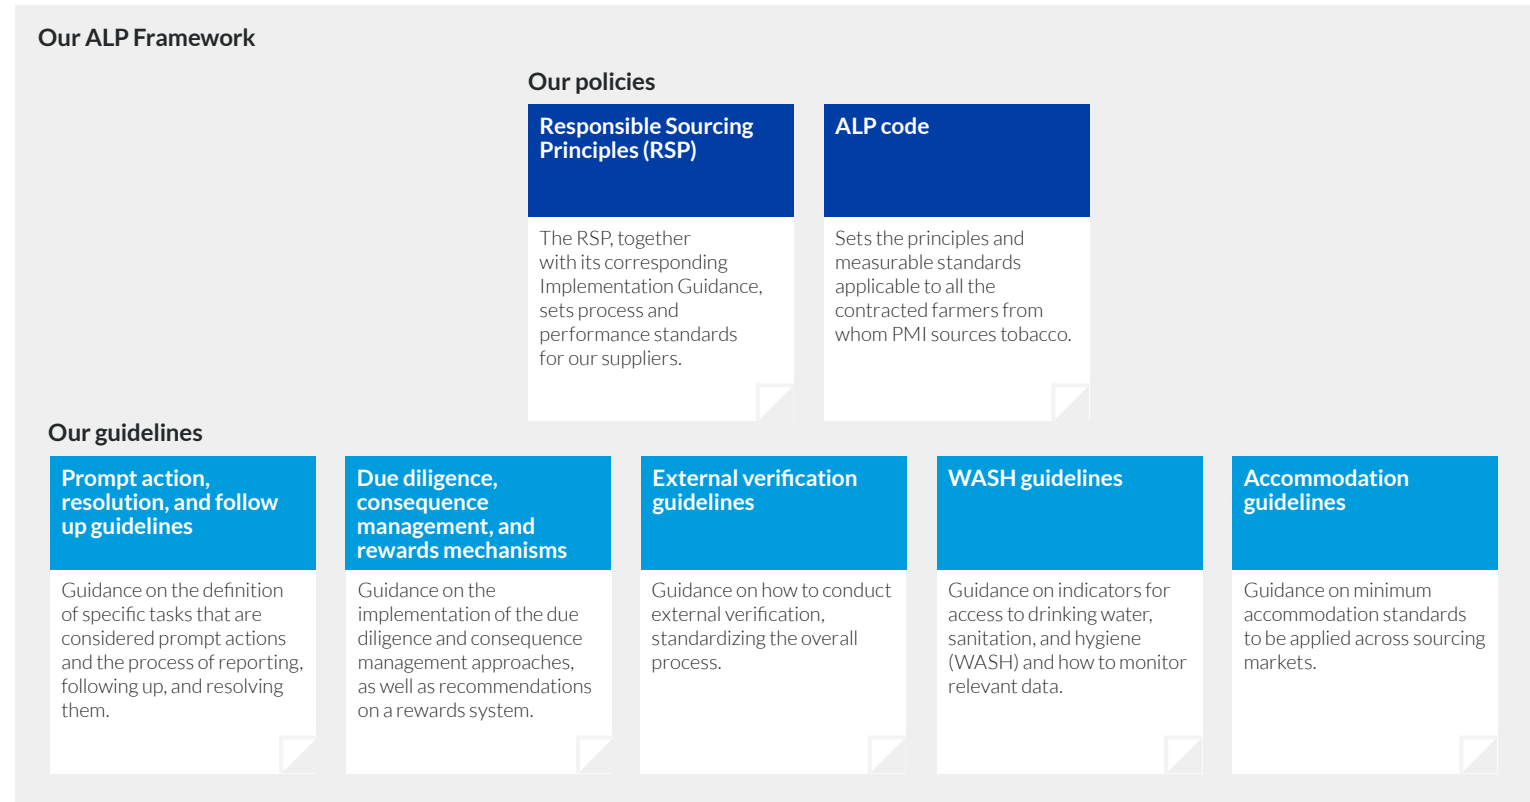 Our ALP Framework
Our policies
Responsible Sourcing
Principles (RSP)
The RSP, together
with its corresponding
Implementation Guidance,
sets process and
performance standards
for our suppliers.
ALP code
Sets the principles and
measurable standards
applicable to all the
contracted farmers from
whom PMI sources tobacco.
Our guidelines
Prompt action,
resolution, and follow
up guidelines
Guidance on the definition
of specific tasks that are
considered prompt actions
and the process of reporting,
following up, and resolving
them.
Due diligence,
consequence
management, and
rewards mechanisms
Guidance on the
implementation of the due
diligence and consequence
management approaches,
as well as recommendations
on a rewards system.
External verification
guidelines
Guidance on how to conduct
external verification,
standardizing the overall
process.
WASH guidelines
Guidance on indicators for
access to drinking water,
sanitation, and hygiene
(WASH) and how to monitor
relevant data.
Accommodation
guidelines
Guidance on minimum
accommodation standards
to be applied across sourcing
markets.